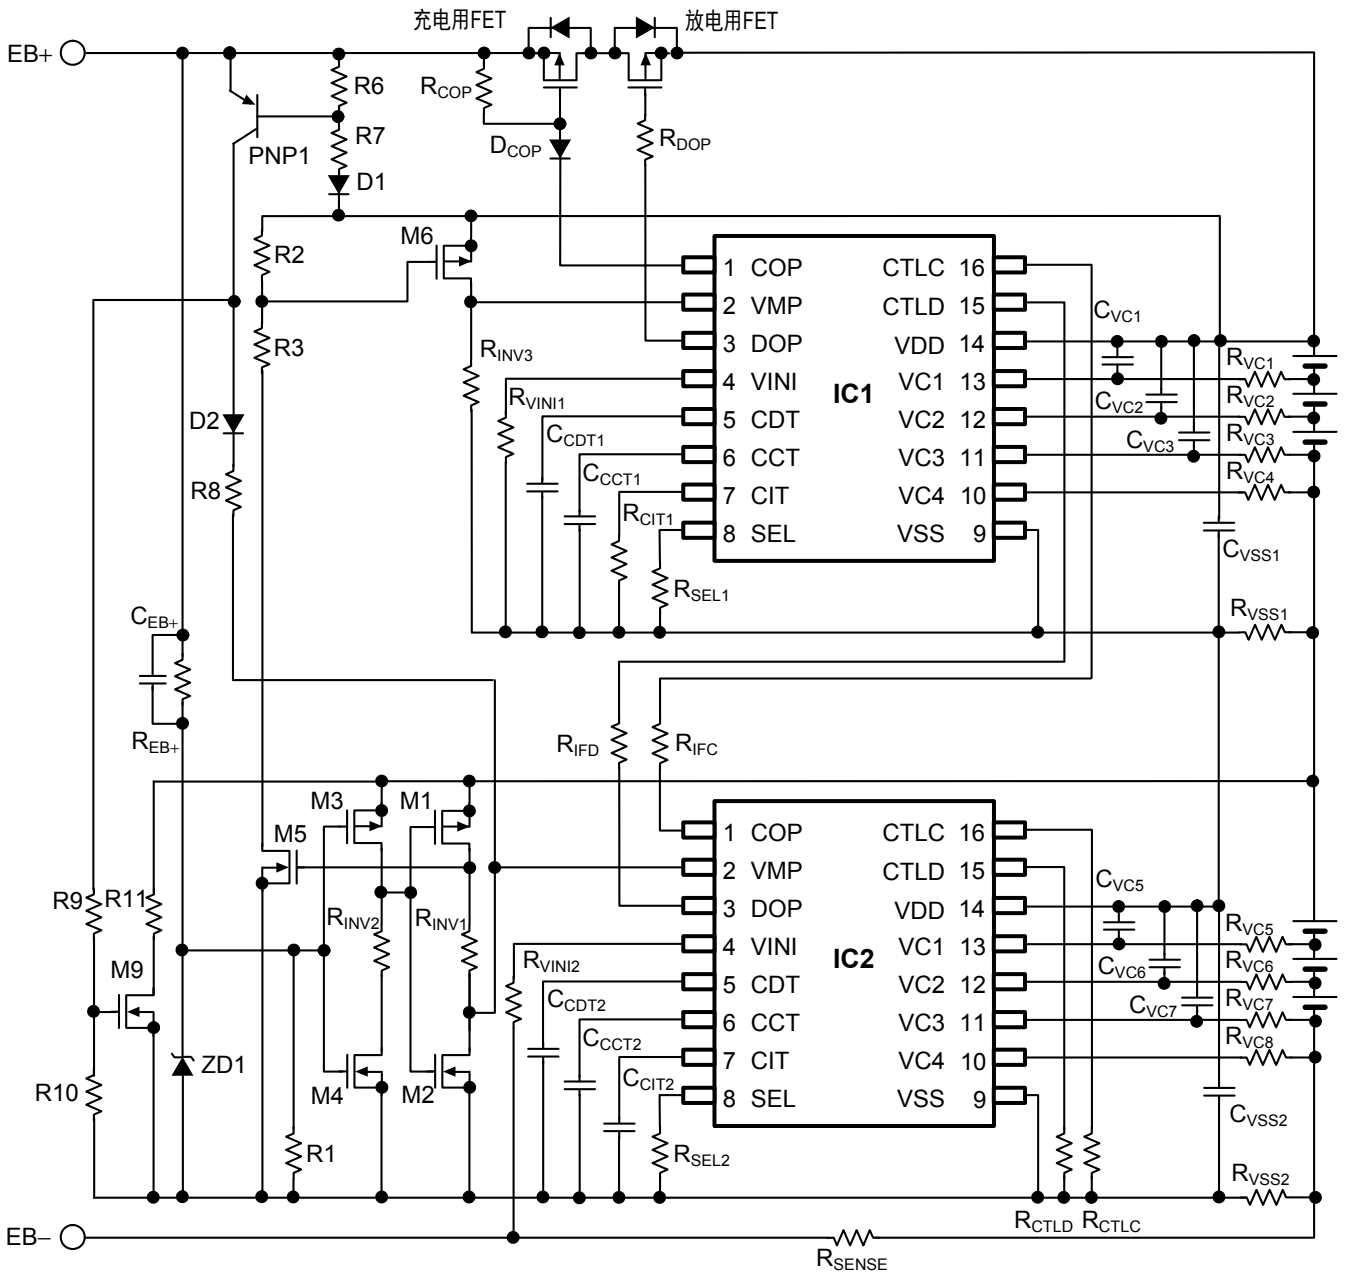 充电用FET 放电用FET
EB+
R6
RCOP
R7
DCOP
RDOP
PNP1
D1
M6
R2
1 COP CTLC 16
2 VMP CTLD 15
CVC1
R3
RINV3
3 DOP VDD 14
RVC1
4 VINI IC1 VC1 13
RVINI1
CVC2
RVC2
D2
5 CDT VC2 12
CCDT1
CVC3
RVC3
6 CCT VC3 11
CCCT1
RVC4
R8
7 CIT VC4 10
RCIT1
8 SEL VSS 9
CVSS1
RSEL1
CEB+
RVSS1
REB+
RIFD RIFC
M3 M1
M5
1 COP CTLC 16
2 VMP CTLD 15
CVC5
R9 R11
3 DOP VDD 14
RINV2 RINV1
RVC5
4 VINI IC2 VC1 13
RVINI2
M9
CVC6
RVC6
5 CDT VC2 12
CCDT2
CVC7
RVC7
6 CCT VC3 11
CCCT2
RVC8
ZD1
7 CIT VC4 10
CCIT2
R10
M4 M2
8 SEL VSS 9
CVSS2
R1
RSEL2
RVSS2
RCTLD RCTLC
EB−
RSENSE